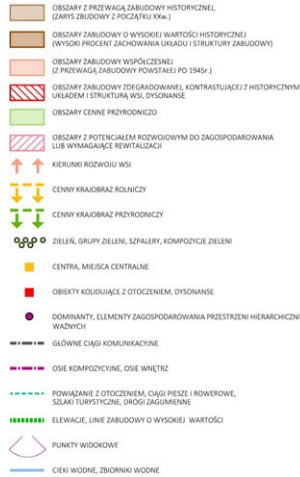 OBSZARY Z PRZEWAGĄ ZABUDOWY HISTORYCZNEJ,
(ZARYS ZBUDOWY Z POCZĄTKU XXw.)
OBSZARY ZABUDOWY O WYSOKIEJ WARTOŚCI HISTORYCZNEJ
(WYSOKI PROCENT ZACHOWANIA UKŁADU I STRUKTURY ZABUDOWY)
OBSZARY ZABUDOWY WSPÓŁCZESNEJ
(Z PRZEWAGĄ ZABUDOWY POWSTAŁEJ PO 1945r.)
OBSZARY ZABUDOWY ZDEGRADOWANEJ, KONTRASTUJĄCEJ Z HISTORYCZNYM
UKŁADEM I STRUKTURĄ WSI, DYSONANSE
OBSZARY CENNE PRZYRODNICZO
OBSZARY Z POTENCJAŁEM ROZWOJOWYM DO ZAGOSPODAROWANIA
LUB WYMAGAJĄCE REWITALIZACJI
KIERUNKI ROZWOJU WSI
CENNY KRAJOBRAZ ROLNICZY
CENNY KRAJOBRAZ PRZYRODNICZY
ZIELEŃ, GRUPY ZIELENI, SZPALERY, KOMPOZYCJE ZIELENI
CENTRA, MIEJSCA CENTRALNE
OBIEKTY KOLIDUJĄCE Z OTOCZENIEM, DYSONANSE
DOMINANTY, ELEMENTY ZAGOSPODAROWANIA PRZESTRZENI HIERARCHICZNI
WAŻNYCH
GŁÓWNE CIĄGI KOMUNIKACYJNE
OSIE KOMPOZYCYJNE, OSIE WNĘTRZ
POWIĄZANIE Z OTOCZENIEM, CIĄGI PIESZE I ROWEROWE,
SZLAKI TURYSTYCZNE, DROGI ZAGUMIENNE
ELEWACJE, LINIE ZABUDOWY O WYSOKIEJ WARTOŚCI
PUNKTY WIDOKOWE
CIEKI WODNE, ZBIORNIKI WODNE